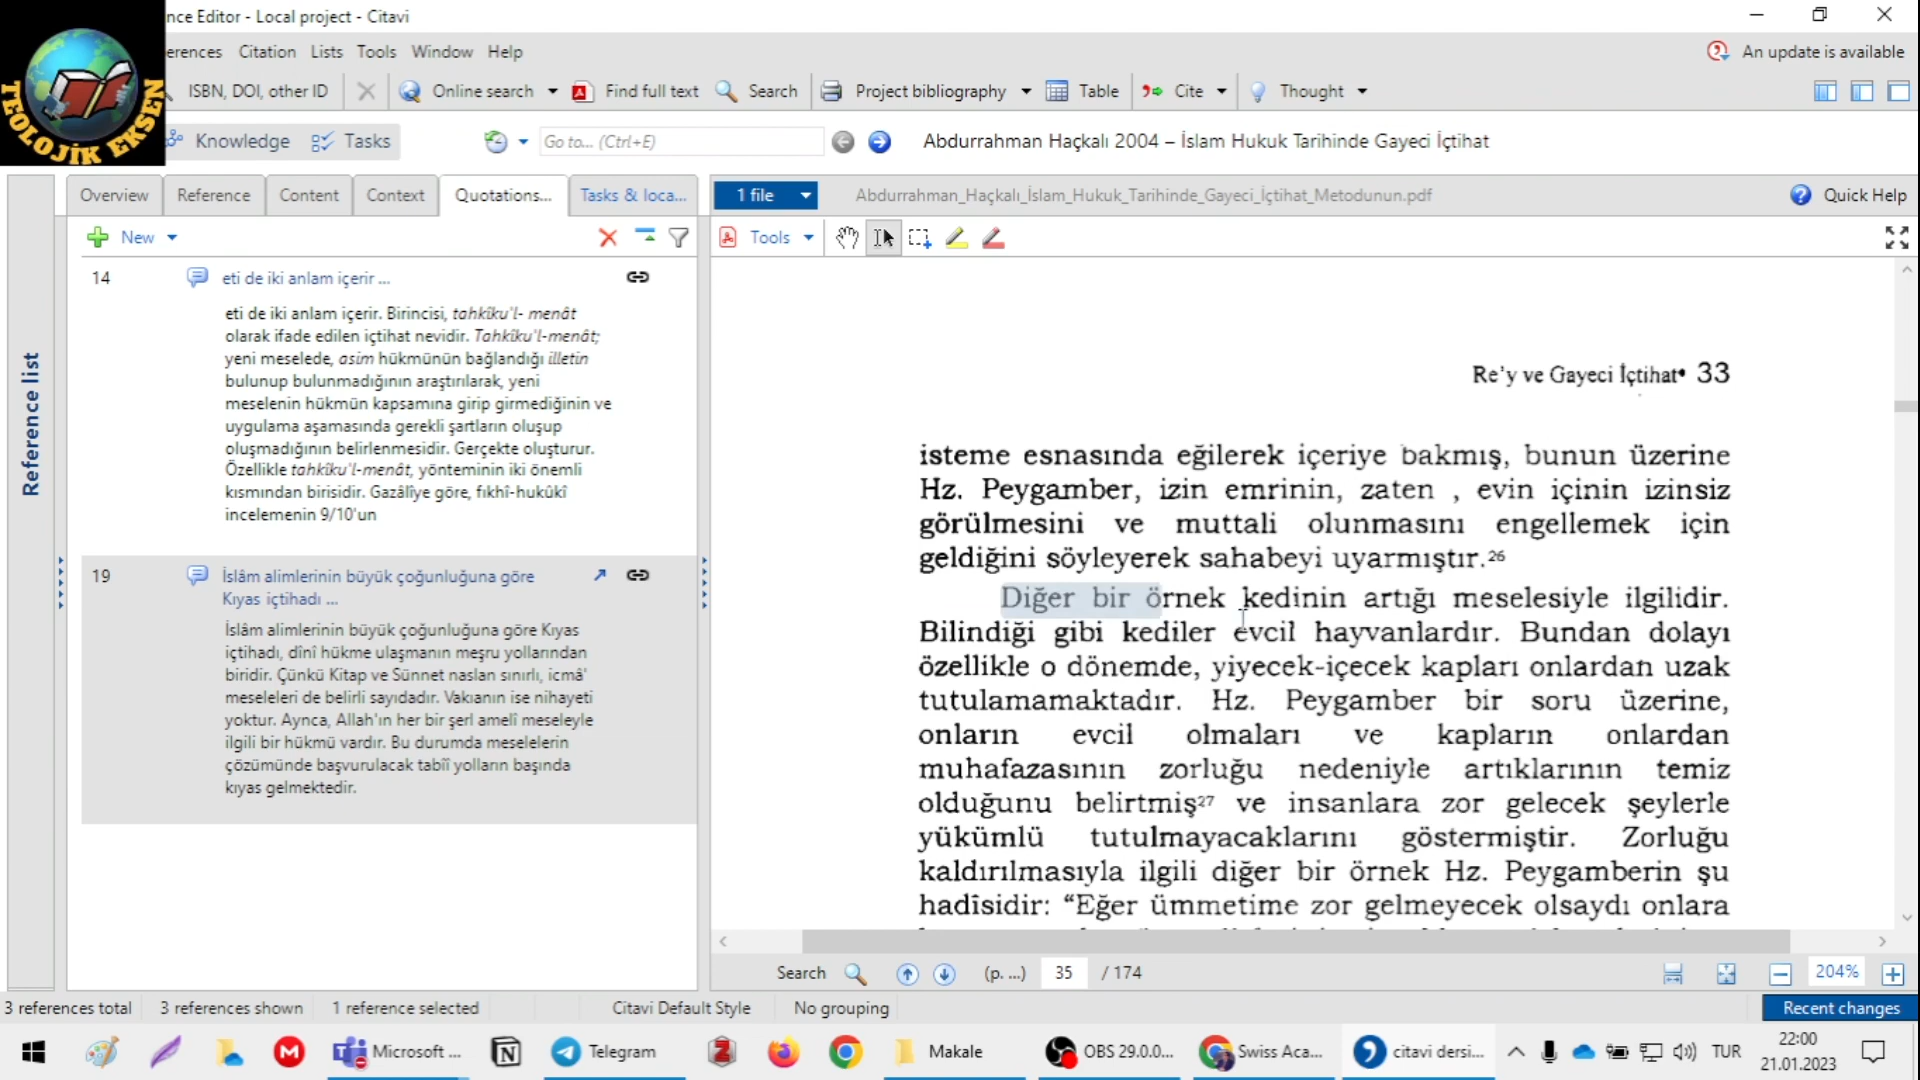 nce Editor - Local project - Citavi
erences Citation Lists Tools Window Help
An update is available
ISBN, DOI, other ID Online search Find full text Search Project bibliography Table Cite Thought
TEOLOJİK EKSEN
Knowledge Tasks Go to... (Ctrl+E) Abdurrahman Haçkalı 2004 – İslam Hukuk Tarihinde Gayeci İçtihat
Overview Reference Content Context Quotations... Tasks & loca...
1 file Abdurrahman_Haçkalı_İslam_Hukuk_Tarihinde_Gayeci_İçtihat_Metodunun.pdf Quick Help
New
Tools
Reference list
14 eti de iki anlam içerir ...
eti de iki anlam içerir. Birincisi, tahkîku'l- menât
olarak ifade edilen içtihat nevidir. Tahkîku'l-menât;
yeni meselede, asim hükmünün bağlandığı illetin
bulunup bulunmadığının araştırılarak, yeni
meselenin hükmün kapsamına girip girmediğinin ve
uygulama aşamasında gerekli şartların oluşup
oluşmadığının belirlenmesidir. Gerçekte oluşturur.
Özellikle tahkîku'l-menât, yönteminin iki önemli
kısmından birisidir. Gazâlîye göre, fıkhî-hukûkî
incelemenin 9/10'un
19 İslâm alimlerinin büyük çoğunluğuna göre
Kıyas içtihadı ...
İslâm alimlerinin büyük çoğunluğuna göre Kıyas
içtihadı, dînî hükme ulaşmanın meşru yollarından
biridir. Çünkü Kitap ve Sünnet naslan sınırlı, icmâ'
meseleleri de belirli sayıdadır. Vakıanın ise nihayeti
yoktur. Aynca, Allah'ın her bir şerl amelî meseleyle
ilgili bir hükmü vardır. Bu durumda meselelerin
çözümünde başvurulacak tabîî yolların başında
kıyas gelmektedir.
Re'y ve Gayeci İçtihat• 33
isteme esnasında eğilerek içeriye bakmış, bunun üzerine
Hz. Peygamber, izin emrinin, zaten , evin içinin izinsiz
görülmesini ve muttali olunmasını engellemek için
geldiğini söyleyerek sahabeyi uyarmıştır.26
Diğer bir örnek kedinin artığı meselesiyle ilgilidir.
Bilindiği gibi kediler evcil hayvanlardır. Bundan dolayı
özellikle o dönemde, yiyecek-içecek kapları onlardan uzak
tutulamamaktadır. Hz. Peygamber bir soru üzerine,
onların evcil olmaları ve kapların onlardan
muhafazasının zorluğu nedeniyle artıklarının temiz
olduğunu belirtmiş27 ve insanlara zor gelecek şeylerle
yükümlü tutulmayacaklarını göstermiştir. Zorluğu
kaldırılmasıyla ilgili diğer bir örnek Hz. Peygamberin şu
hadîsidir: “Eğer ümmetime zor gelmeyecek olsaydı onlara
Search (p. ...) 35 / 174 204%
3 references total 3 references shown 1 reference selected Citavi Default Style No grouping Recent changes
Microsoft ... Telegram Makale OBS 29.0.0... Swiss Aca... citavi dersi... TUR 22:00
21.01.2023